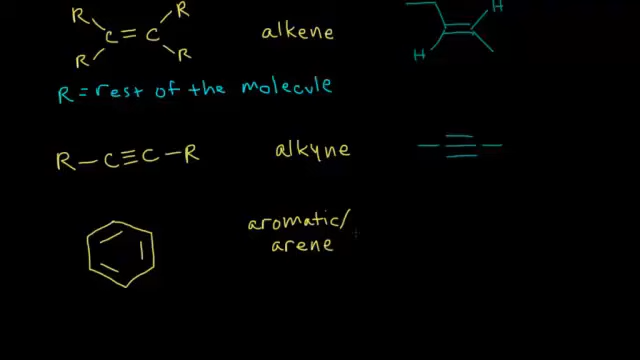 R R H
C = C alkene
R R H
R = rest of the molecule
R – C ≡ C – R alkyne
aromatic/
arene